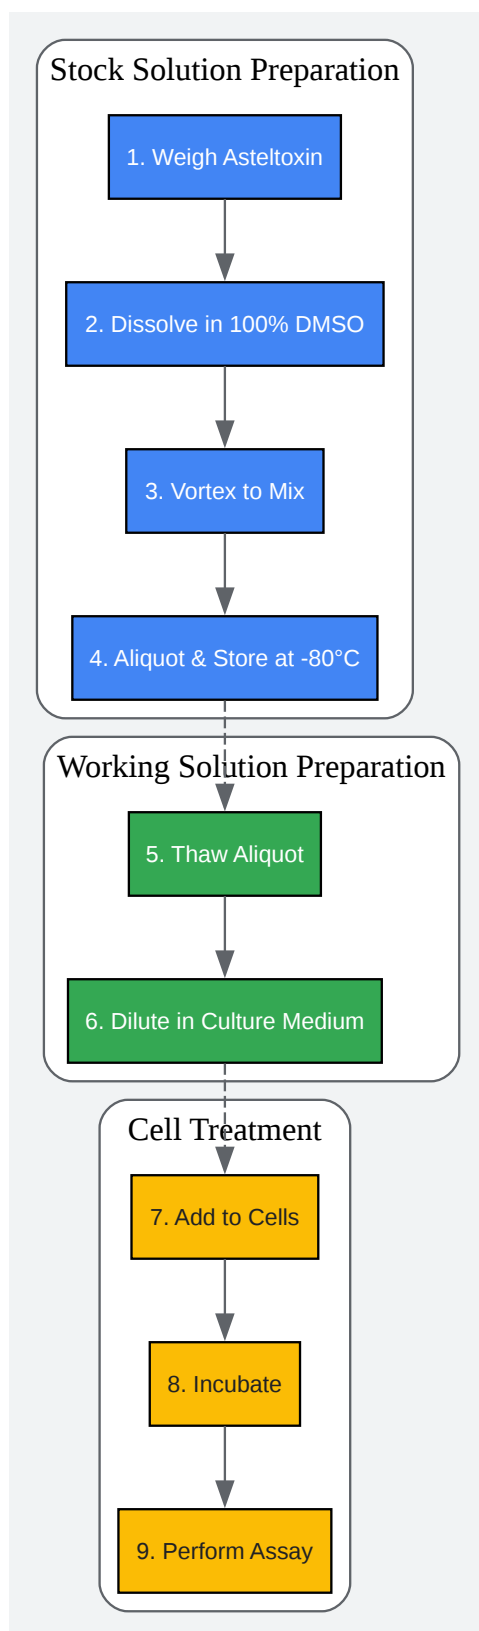 Stock Solution Preparation
1. Weigh Asteltoxin
2. Dissolve in 100% DMSO
3. Vortex to Mix
4. Aliquot & Store at -80°C
Working Solution Preparation
5. Thaw Aliquot
6. Dilute in Culture Medium
Cell Treatment
7. Add to Cells
8. Incubate
9. Perform Assay